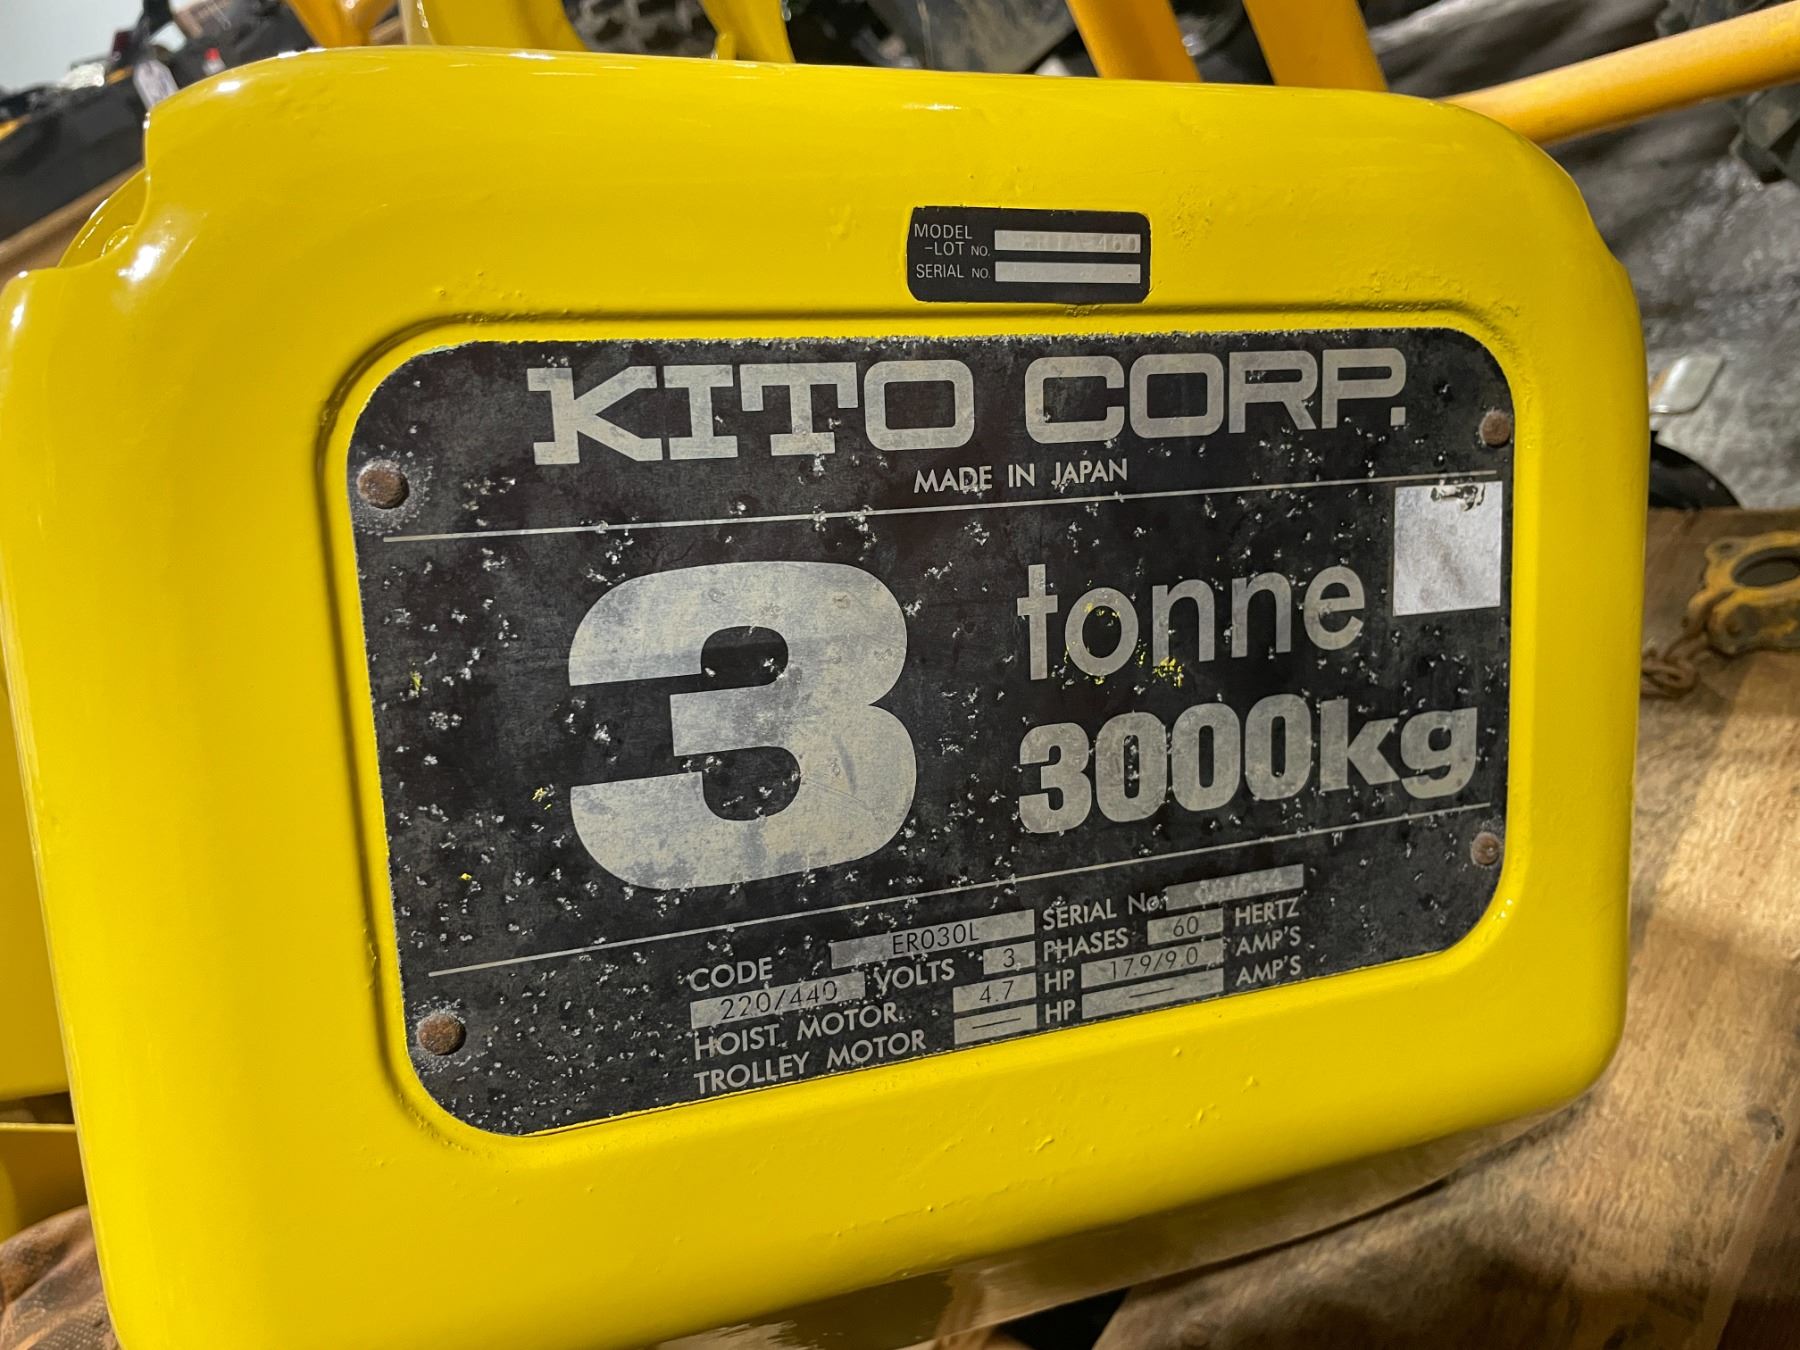 MODEL
-LOT NO.
SERIAL NO.
KITO CORP.
MADE IN JAPAN
3 tonne
3000kg
CODE ER030L SERIAL No.
220/440 VOLTS 3 PHASES 60 HERTZ
HOIST MOTOR 4.7 HP 17.9/9.0 AMP'S
TROLLEY MOTOR — HP — AMP'S